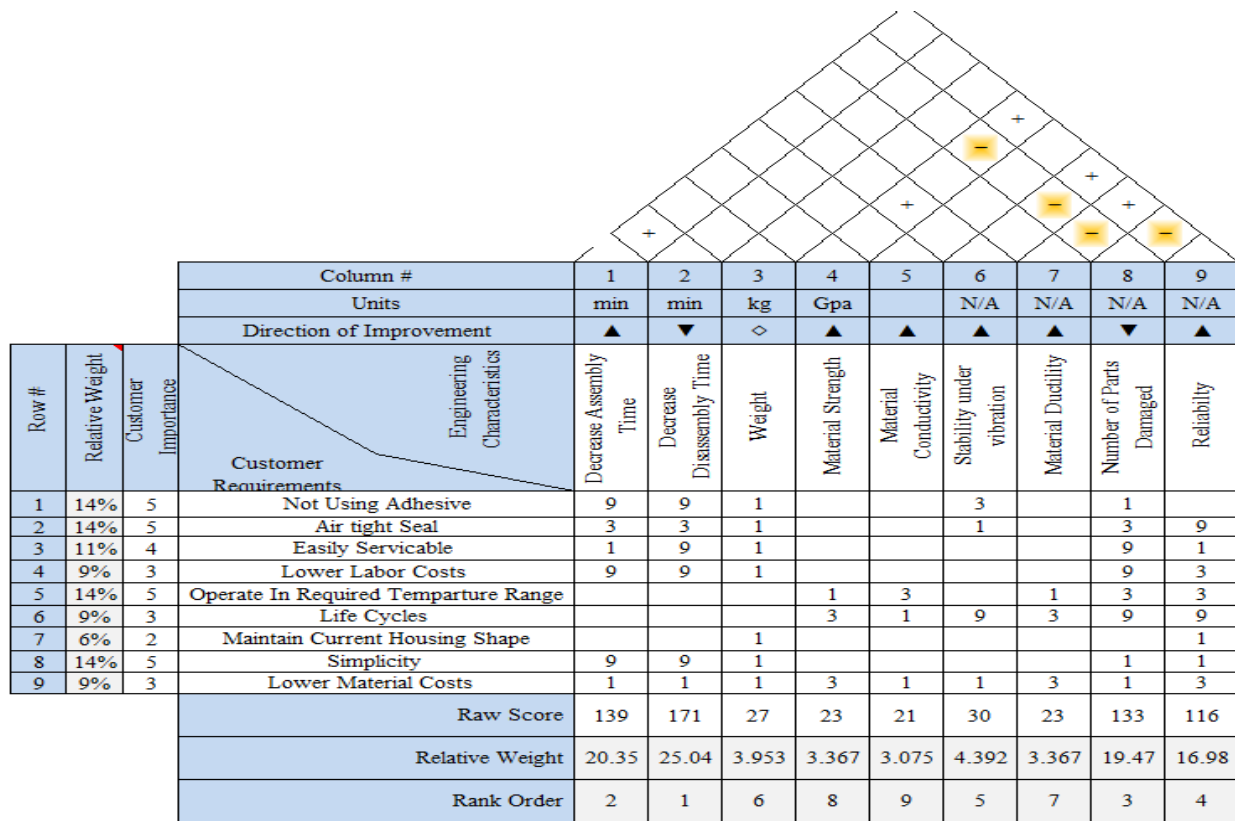 +
−
+
+ − +
+ − −
Column # 1 2 3 4 5 6 7 8 9
Units min min kg Gpa N/A N/A N/A N/A
Direction of Improvement ▲ ▼ ◇ ▲ ▲ ▲ ▲ ▼ ▲
Row #
Relative Weight
Customer
Importance
Engineering
Charecteristics
Customer
Requirements
Decrease Assembly
Time
Decrease
Disassembly Time
Weight
Material Strength
Material
Conductivity
Stability under
vibration
Material Ductility
Number of Parts
Damaged
Reliabilty
1 14% 5 Not Using Adhesive 9 9 1 3 1
2 14% 5 Air tight Seal 3 3 1 1 3 9
3 11% 4 Easily Servicable 1 9 1 9 1
4 9% 3 Lower Labor Costs 9 9 1 9 3
5 14% 5 Operate In Required Temparture Range 1 3 1 3 3
6 9% 3 Life Cycles 3 1 9 3 9 9
7 6% 2 Maintain Current Housing Shape 1 1
8 14% 5 Simplicity 9 9 1 1 1
9 9% 3 Lower Material Costs 1 1 1 3 1 1 3 1 3
Raw Score 139 171 27 23 21 30 23 133 116
Relative Weight 20.35 25.04 3.953 3.367 3.075 4.392 3.367 19.47 16.98
Rank Order 2 1 6 8 9 5 7 3 4